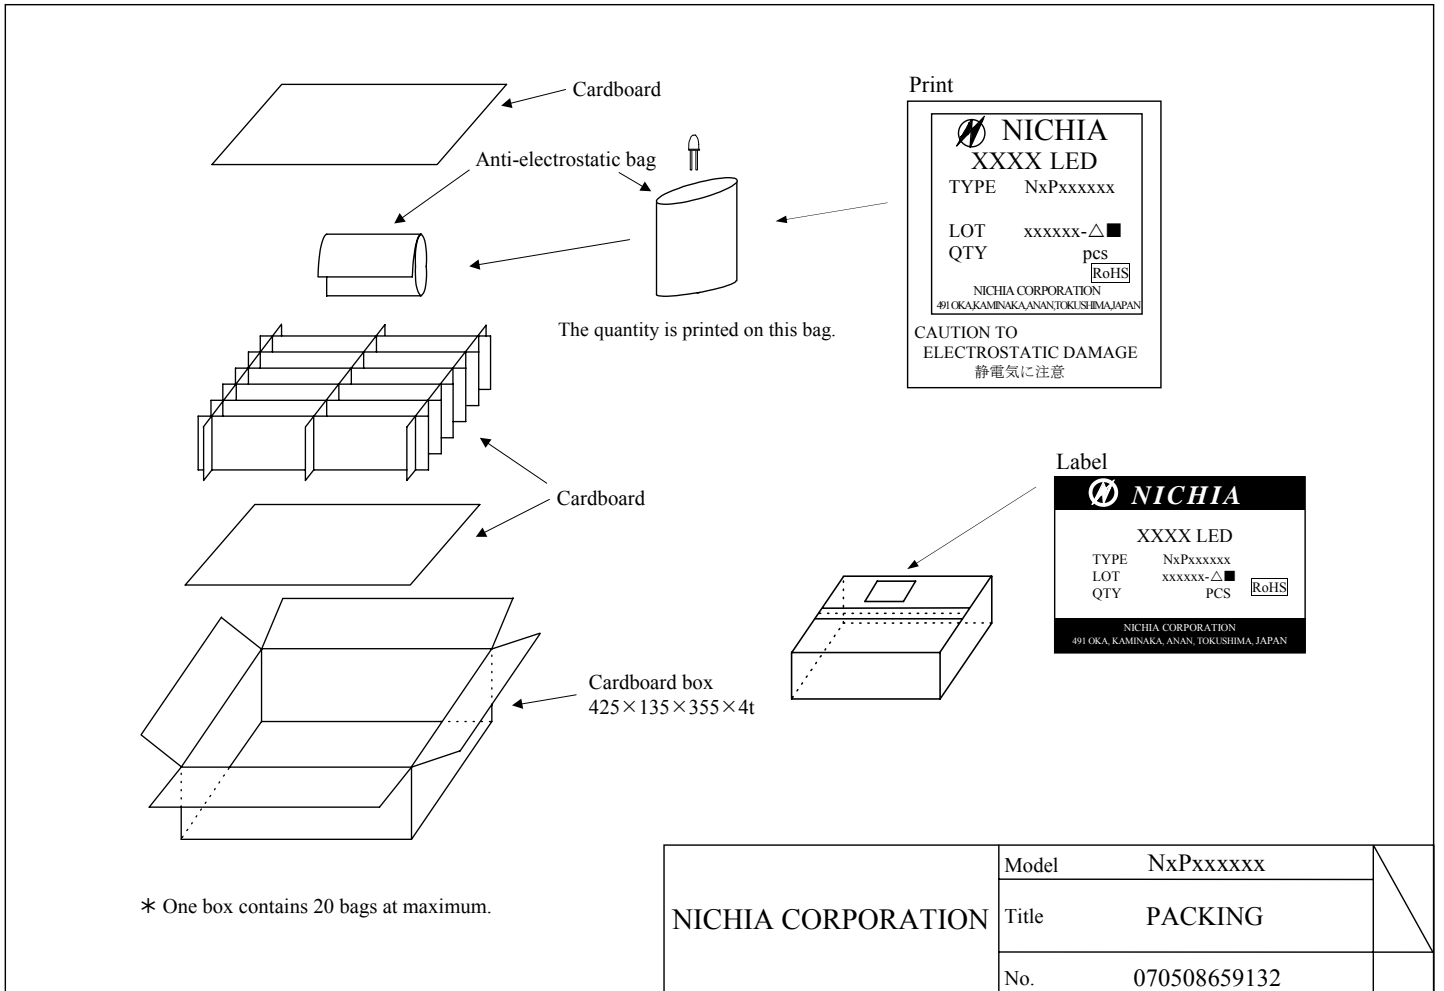 Cardboard
Anti-electrostatic bag
The quantity is printed on this bag.
Cardboard
Cardboard box
425×135×355×4t
Print
NICHIA
XXXX LED
TYPE NxPxxxxxx
LOT xxxxxx-△■
QTY pcs
RoHS
NICHIA CORPORATION
491 OKA,KAMINAKA,ANAN,TOKUSHIMA,JAPAN
CAUTION TO
ELECTROSTATIC DAMAGE
静電気に注意
Label
NICHIA
XXXX LED
TYPE NxPxxxxxx
LOT xxxxxx-△■
QTY PCS
RoHS
NICHIA CORPORATION
491 OKA, KAMINAKA, ANAN, TOKUSHIMA, JAPAN
* One box contains 20 bags at maximum.
NICHIA CORPORATION
Model NxPxxxxxx
Title PACKING
No. 070508659132